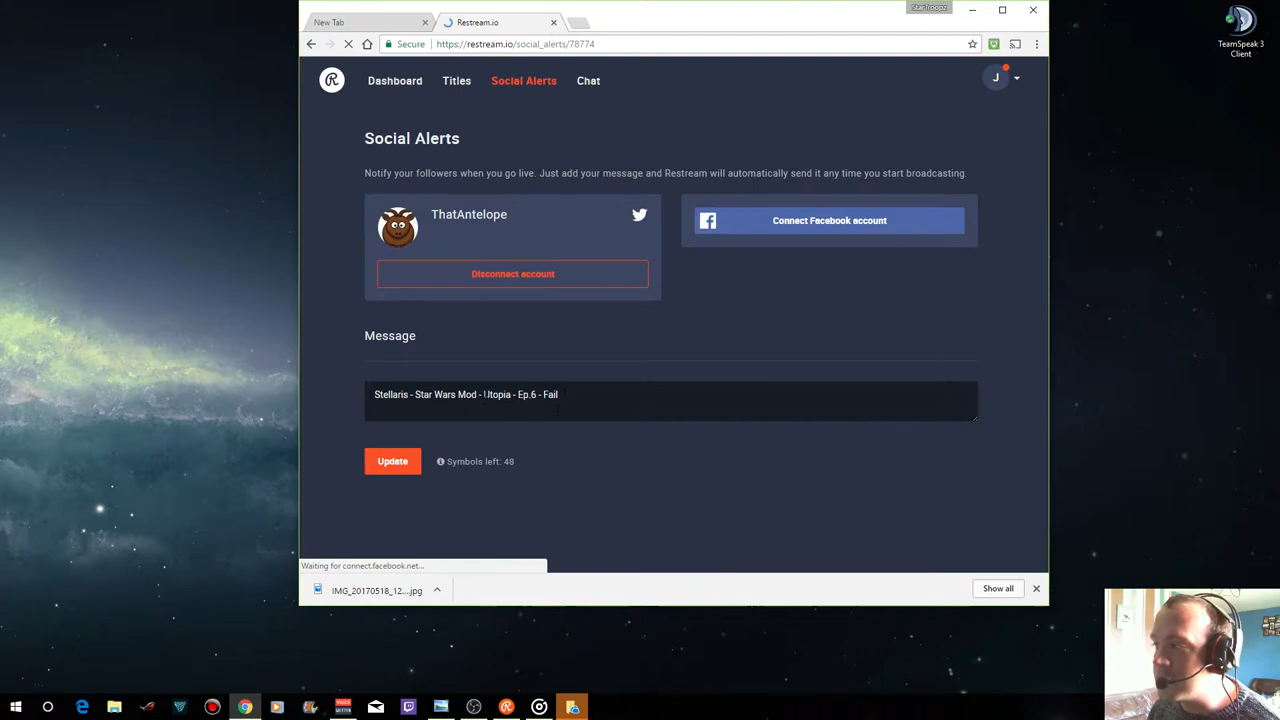 StarTroopz
New Tab
Restream.io
Secure
https://restream.io/social_alerts/78774
TeamSpeak 3
Client
Dashboard
Titles
Social Alerts
Chat
J
Social Alerts
Notify your followers when you go live. Just add your message and Restream will automatically send it any time you start broadcasting.
ThatAntelope
Connect Facebook account
Disconnect account
Message
Stellaris - Star Wars Mod - Utopia - Ep.6 - Fail
Update
Symbols left: 48
Waiting for connect.facebook.net...
IMG_20170518_12....jpg
Show all